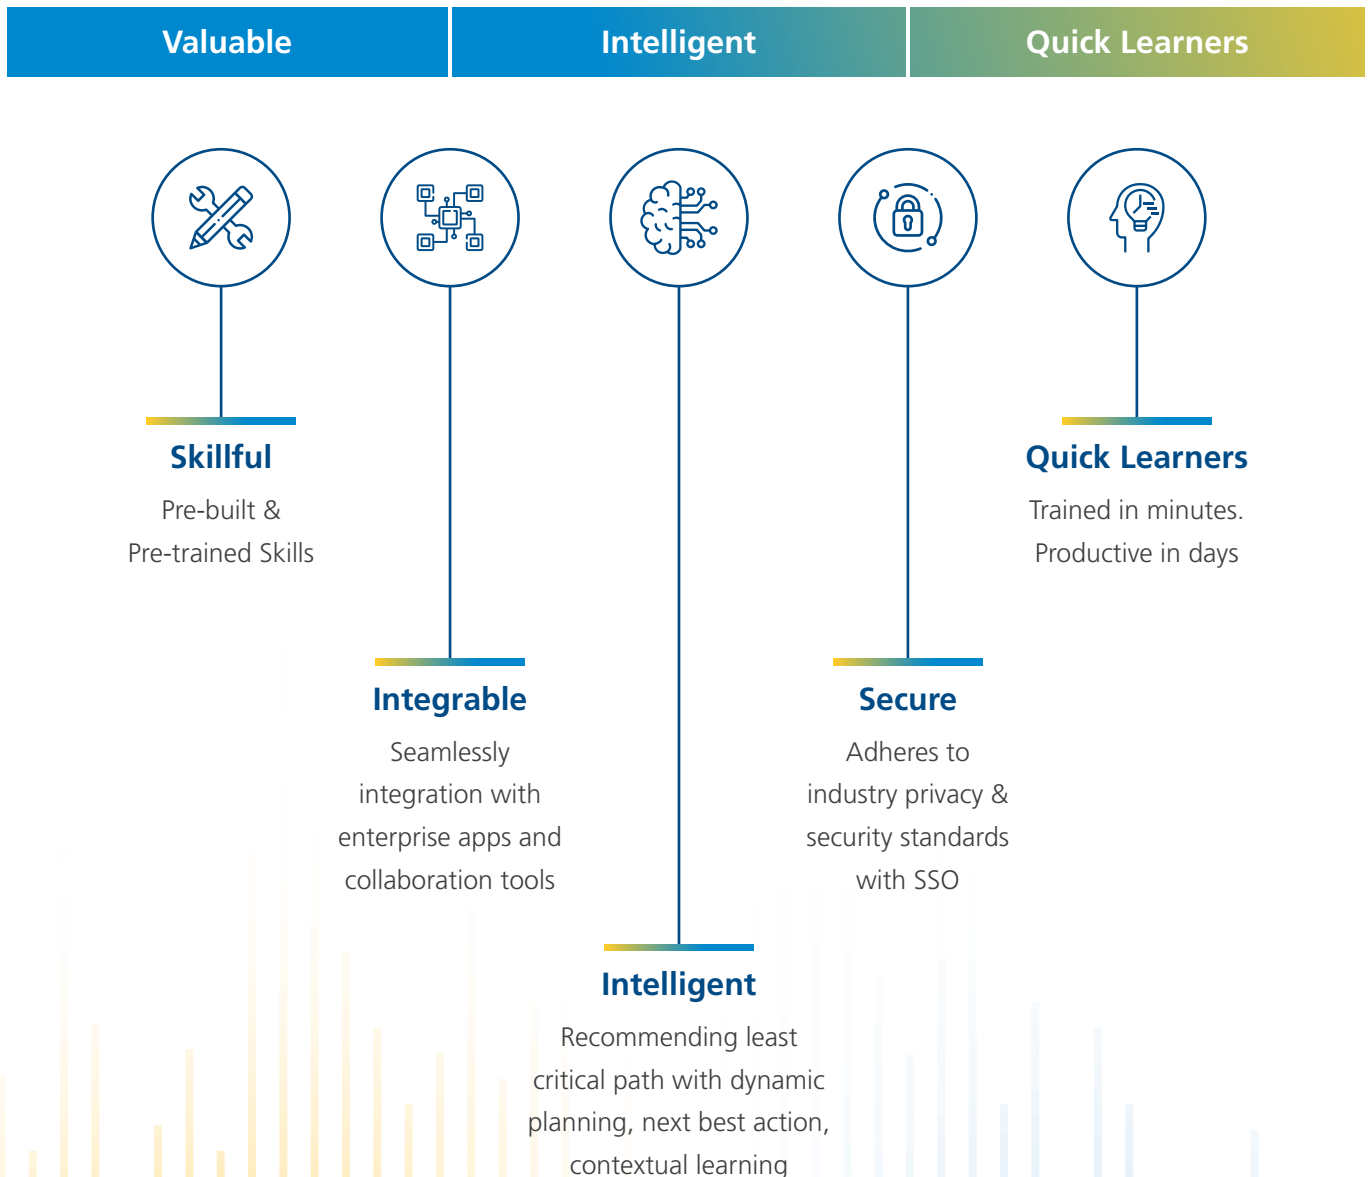 Valuable
Intelligent
Quick Learners
Skillful
Pre-built &
Pre-trained Skills
Quick Learners
Trained in minutes.
Productive in days
Integrable
Seamlessly
integration with
enterprise apps and
collaboration tools
Secure
Adheres to
industry privacy &
security standards
with SSO
Intelligent
Recommending least
critical path with dynamic
planning, next best action,
contextual learning